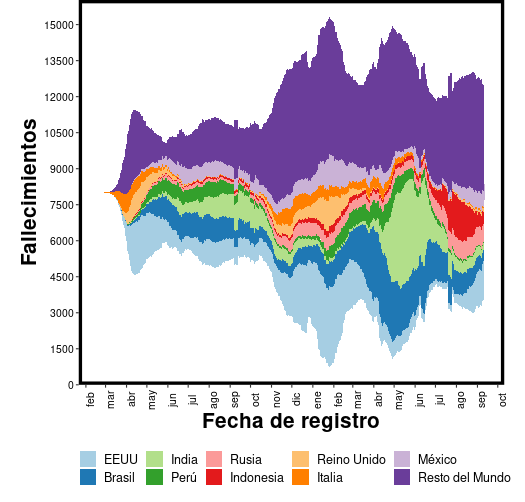 Fallecimientos
15000
13500
12000
10500
9000
7500
6000
4500
3000
1500
0
feb mar abr may jun jul ago sep oct nov dic ene feb mar abr may jun jul ago sep oct
Fecha de registro
EEUU India Rusia Reino Unido México
Brasil Perú Indonesia Italia Resto del Mundo